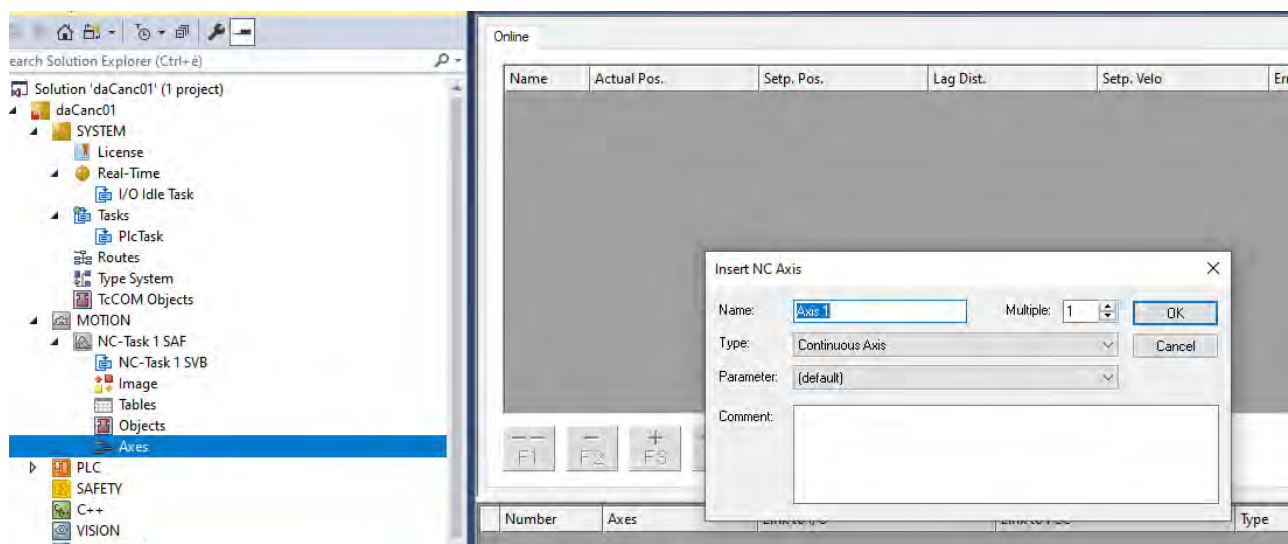 Online
earch Solution Explorer (Ctrl+è)
Name Actual Pos. Setp. Pos. Lag Dist. Setp. Velo
Solution 'daCanc01' (1 project)
daCanc01
SYSTEM
License
Real-Time
I/O Idle Task
Tasks
PlcTask
Routes
Type System
TcCOM Objects
MOTION
NC-Task 1 SAF
NC-Task 1 SVB
Image
Tables
Objects
Axes
PLC
SAFETY
C++
VISION
Insert NC Axis
Name: Axis 1 Multiple: 1 OK
Type: Continuous Axis Cancel
Parameter: (default)
Comment:
-- - +
F1 F2 F3
Number Axes Type